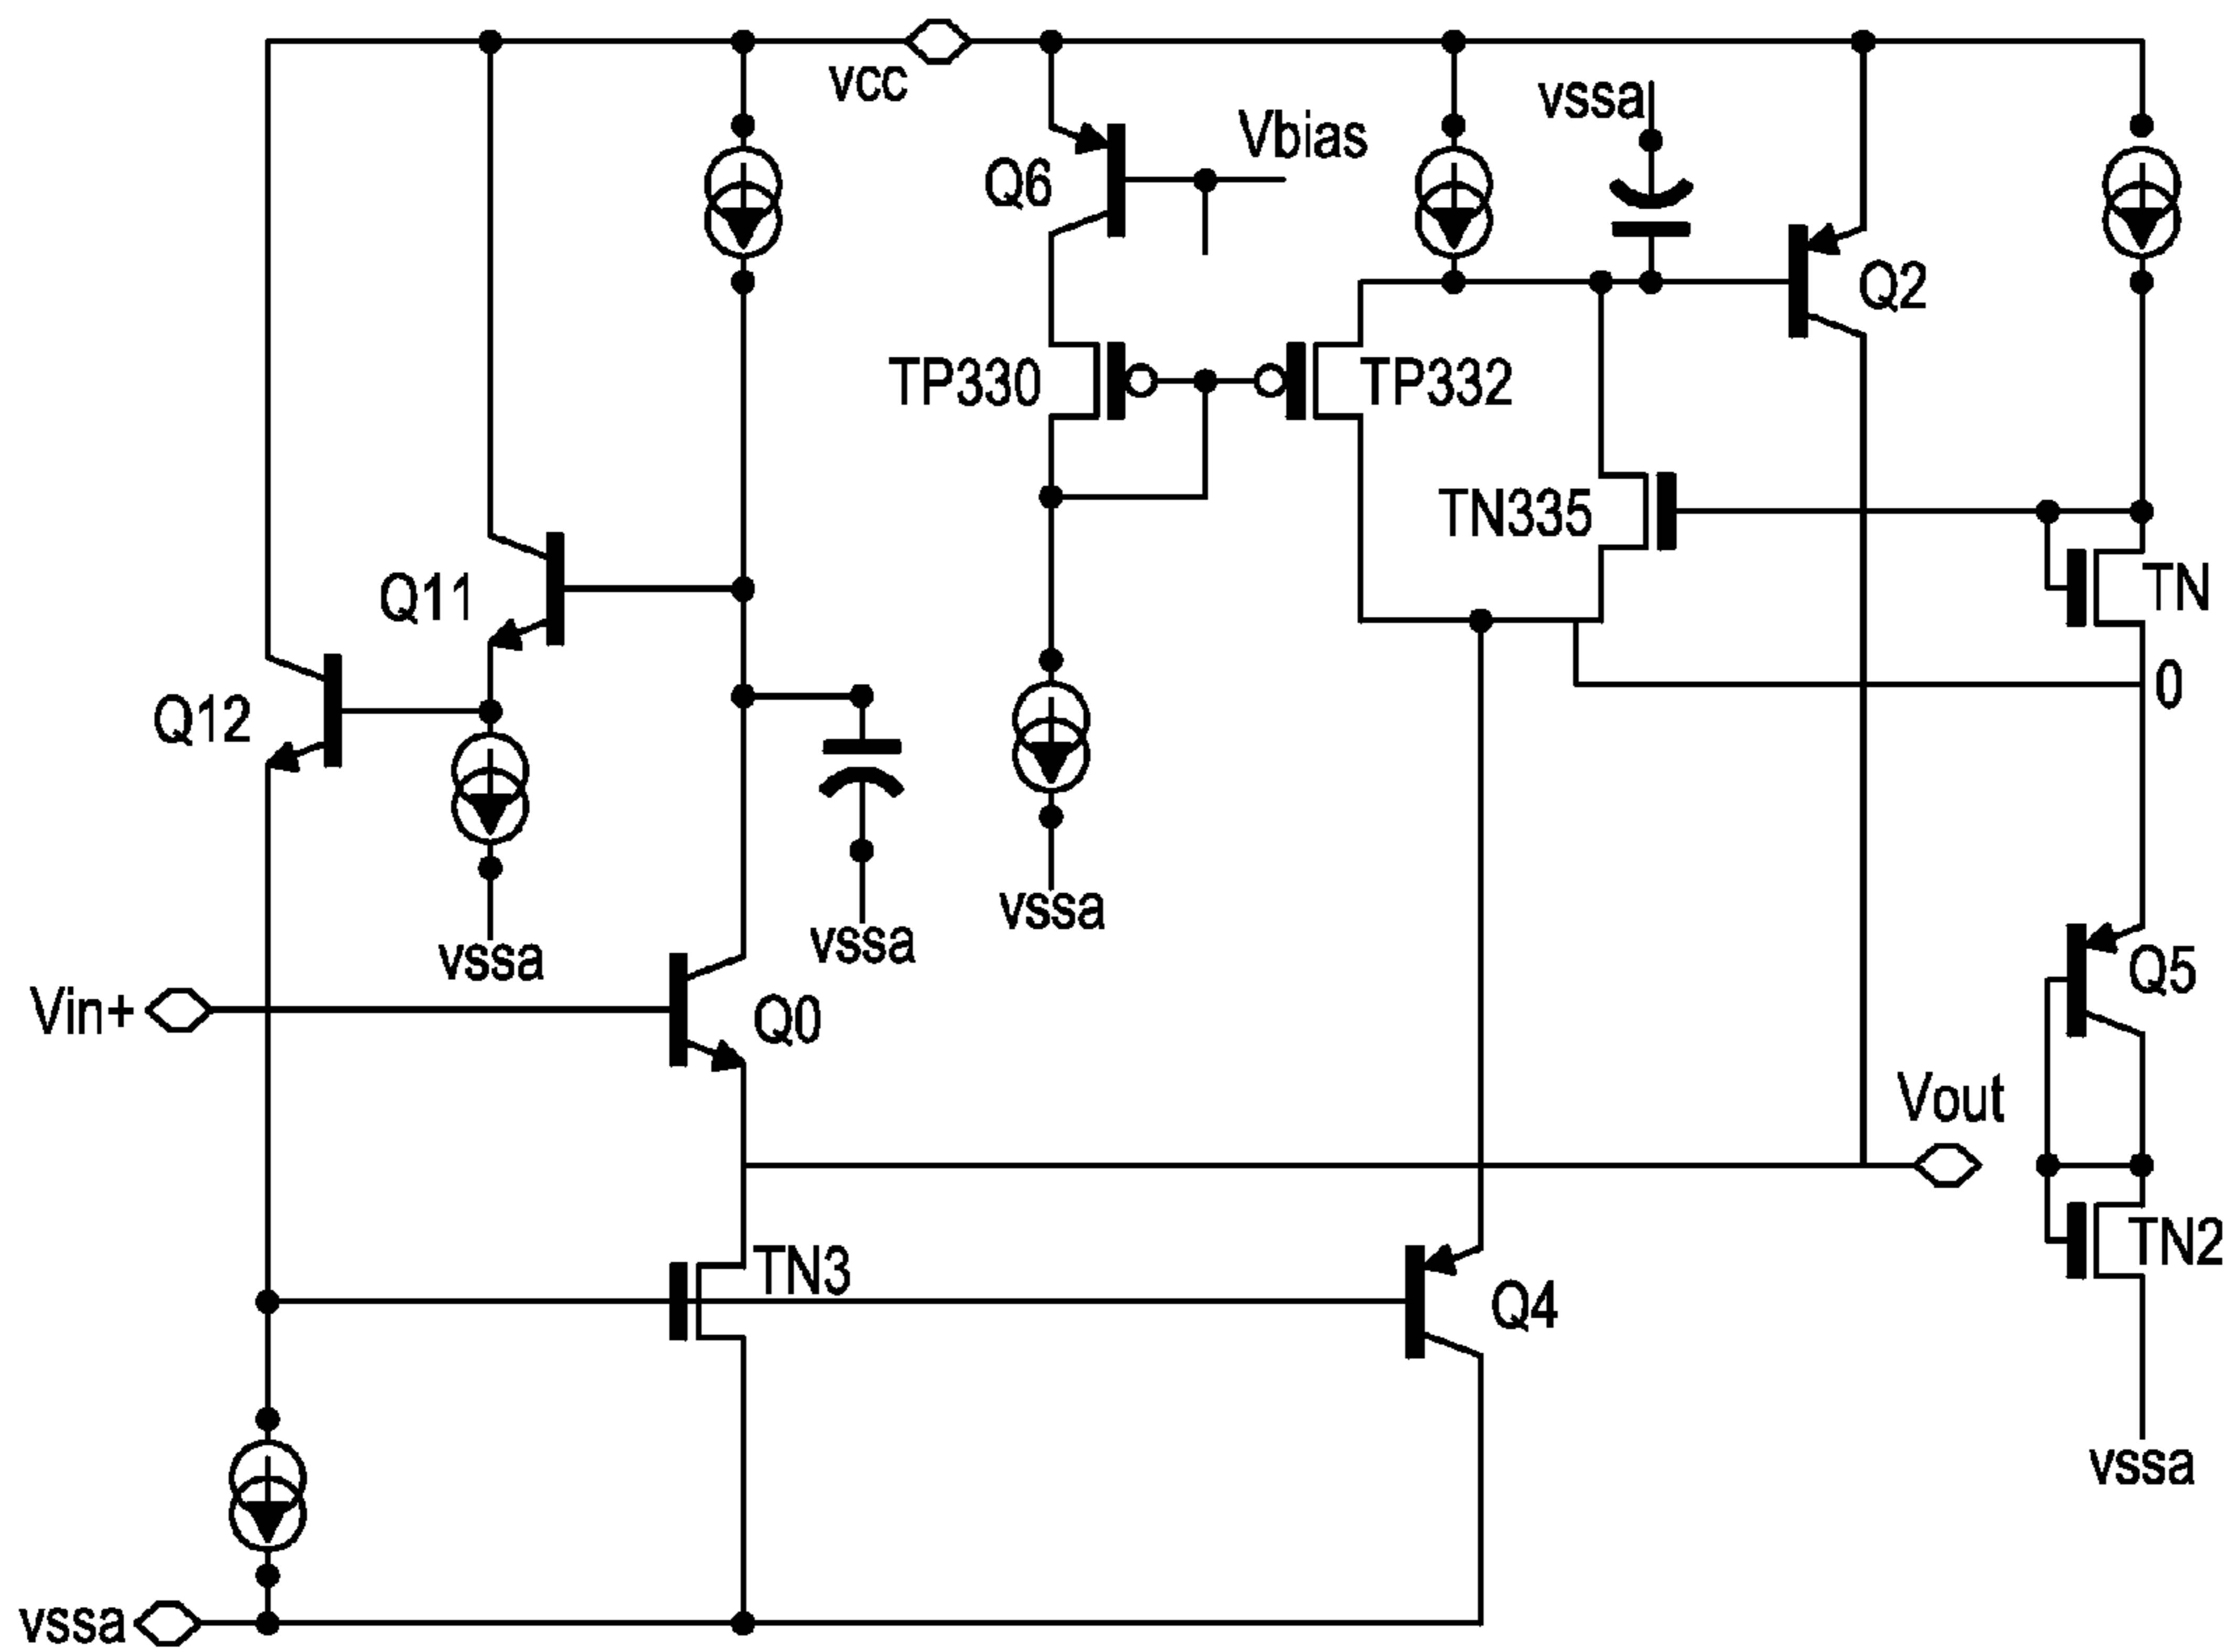 vcc
vssa
Vbias
Q6
Q2
TP330
TP332
TN335
Q11
TN
0
Q12
vssa
vssa
vssa
Vin+
Q0
Q5
Vout
TN3
TN2
Q4
vssa
vssa